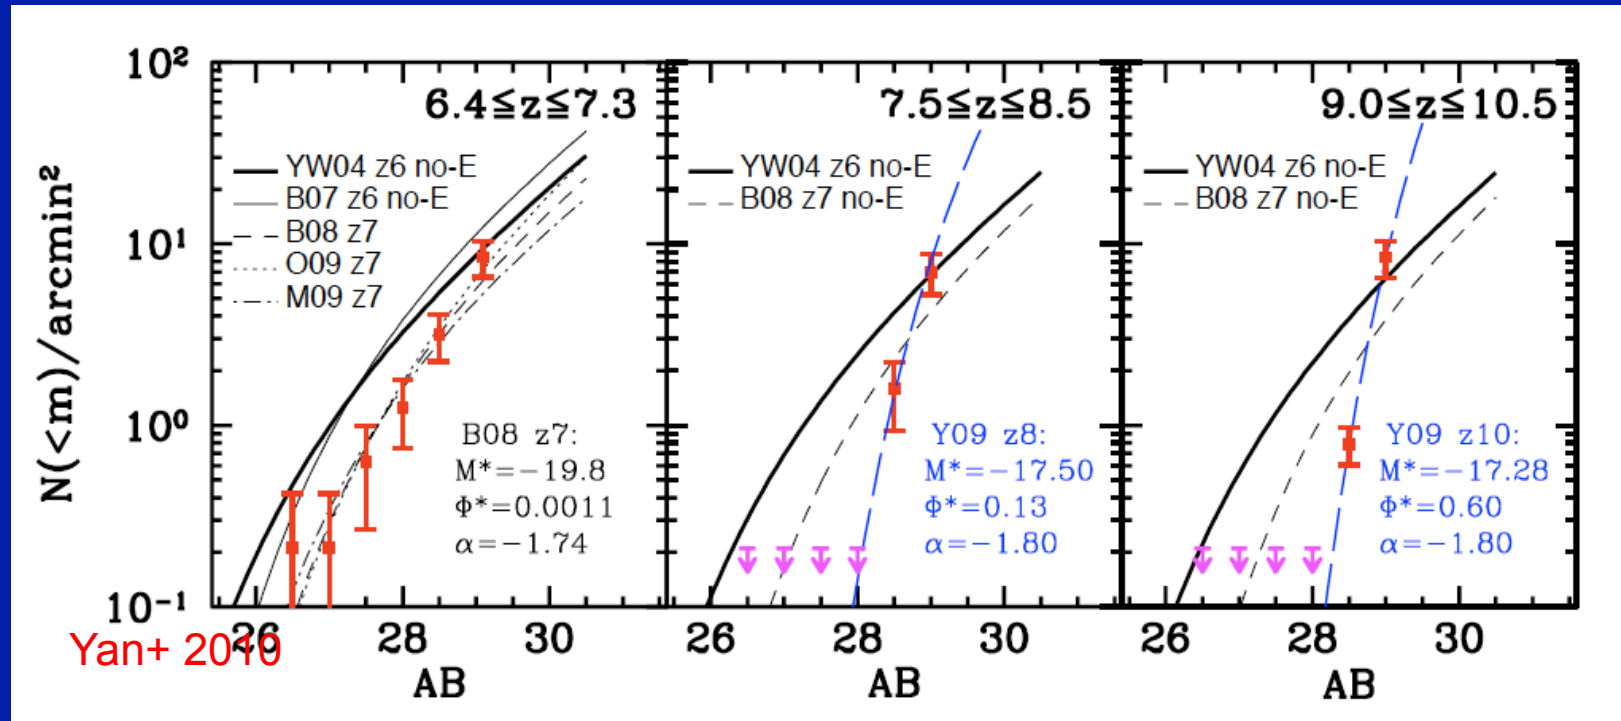 N(<m)/arcmin²
10²
10¹
10⁰
10⁻¹
6.4≦z≦7.3
YW04 z6 no-E
B07 z6 no-E
B08 z7
O09 z7
M09 z7
B08 z7:
M*=−19.8
Φ*=0.0011
α=−1.74
26 28 30
AB
7.5≦z≦8.5
YW04 z6 no-E
B08 z7 no-E
Y09 z8:
M*=−17.50
Φ*=0.13
α=−1.80
26 28 30
AB
9.0≦z≦10.5
YW04 z6 no-E
B08 z7 no-E
Y09 z10:
M*=−17.28
Φ*=0.60
α=−1.80
26 28 30
AB
Yan+ 2010